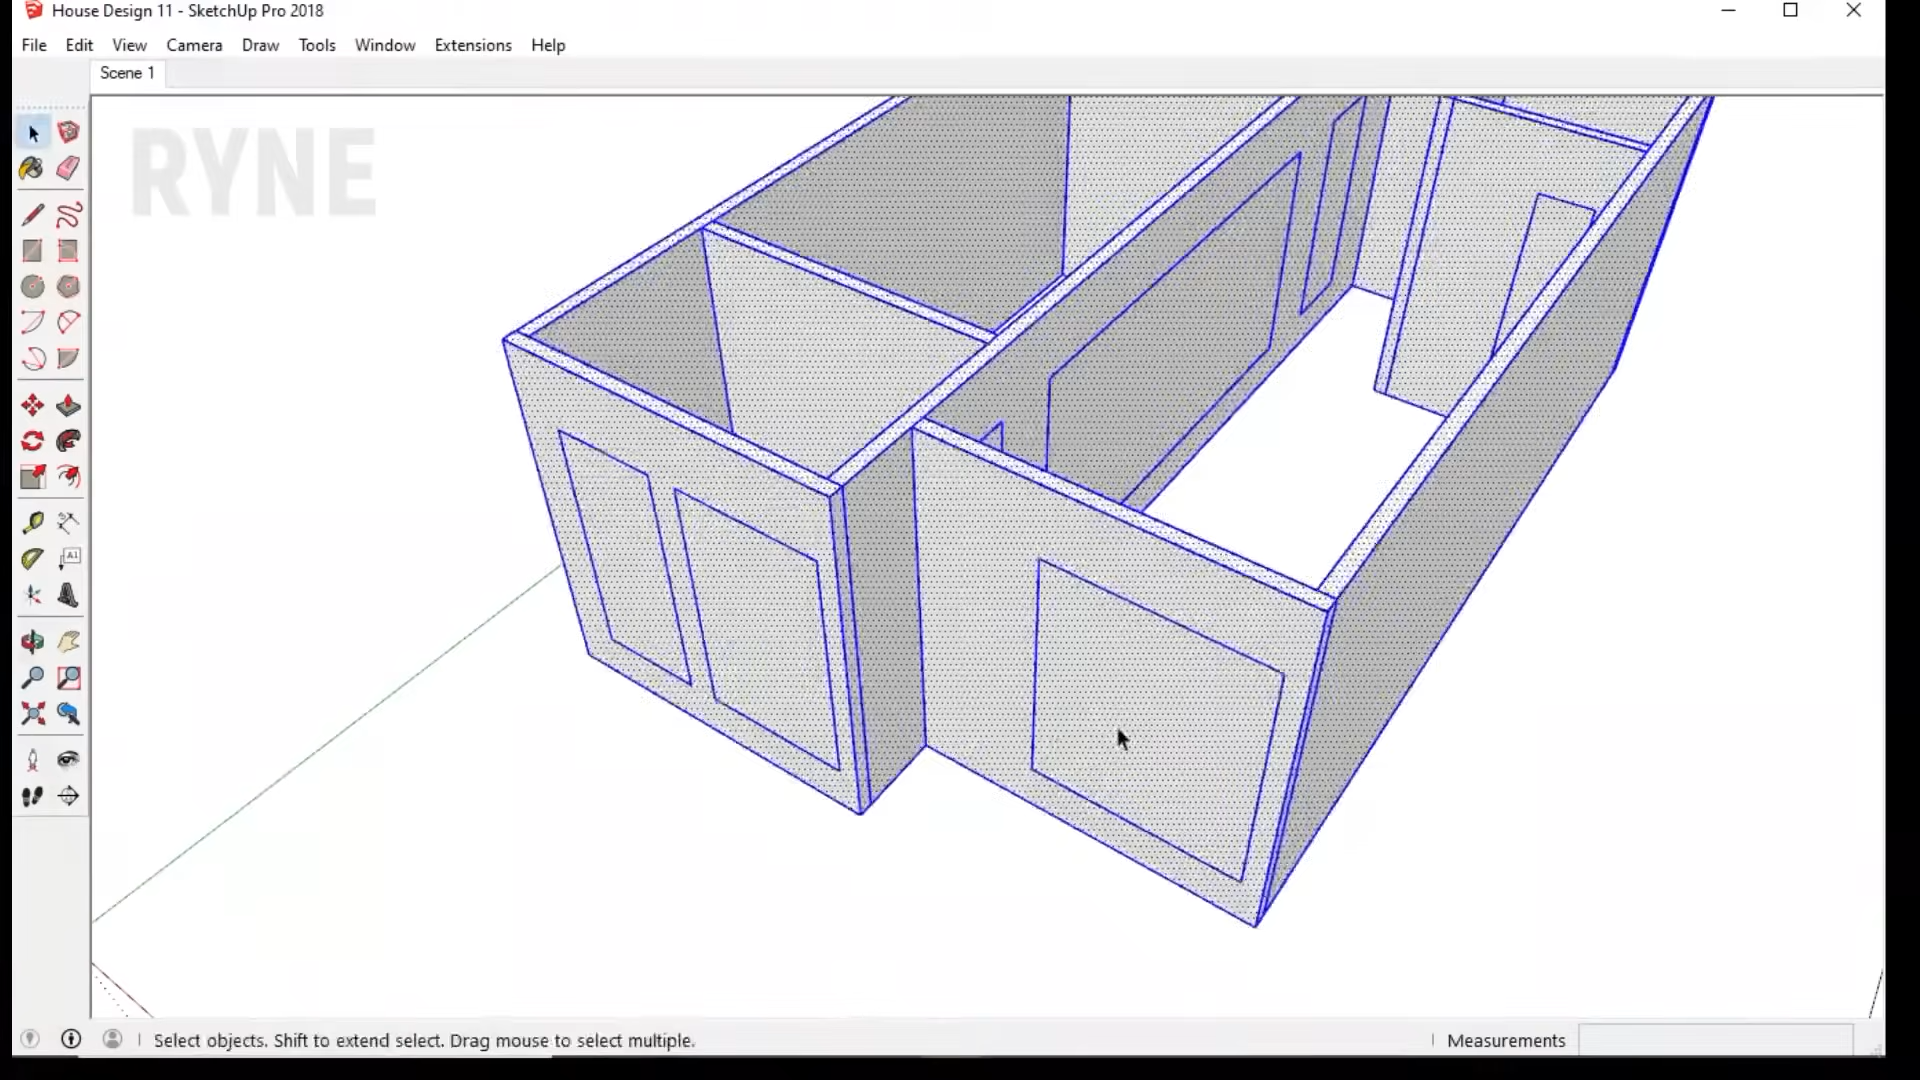 House Design 11 - SketchUp Pro 2018
File Edit View Camera Draw Tools Window Extensions Help
Scene 1
RYNE
A1
Select objects. Shift to extend select. Drag mouse to select multiple.
Measurements